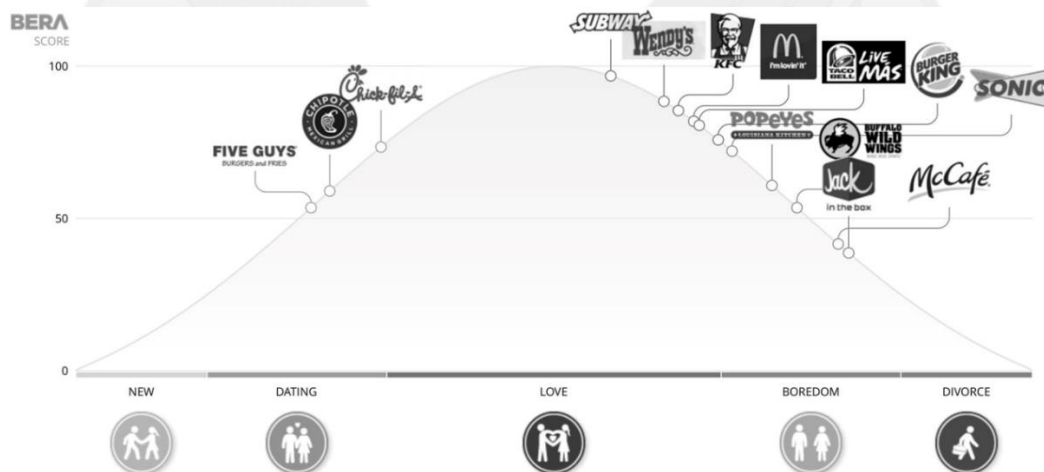 BERA
SCORE
100
50
0
FIVE GUYS
BURGERS and FRIES
CHIPOTLE
MEXICAN GRILL
Chick-fil-A
SUBWAY
WENDY'S
KFC
i'm lovin' it
TACO
BELL
LIVE
MÁS
BURGER
KING
SONIC
POPEYES
LOUISIANA KITCHEN
BUFFALO
WILD
WINGS
Jack
in the box
McCafé
NEW
DATING
LOVE
BOREDOM
DIVORCE